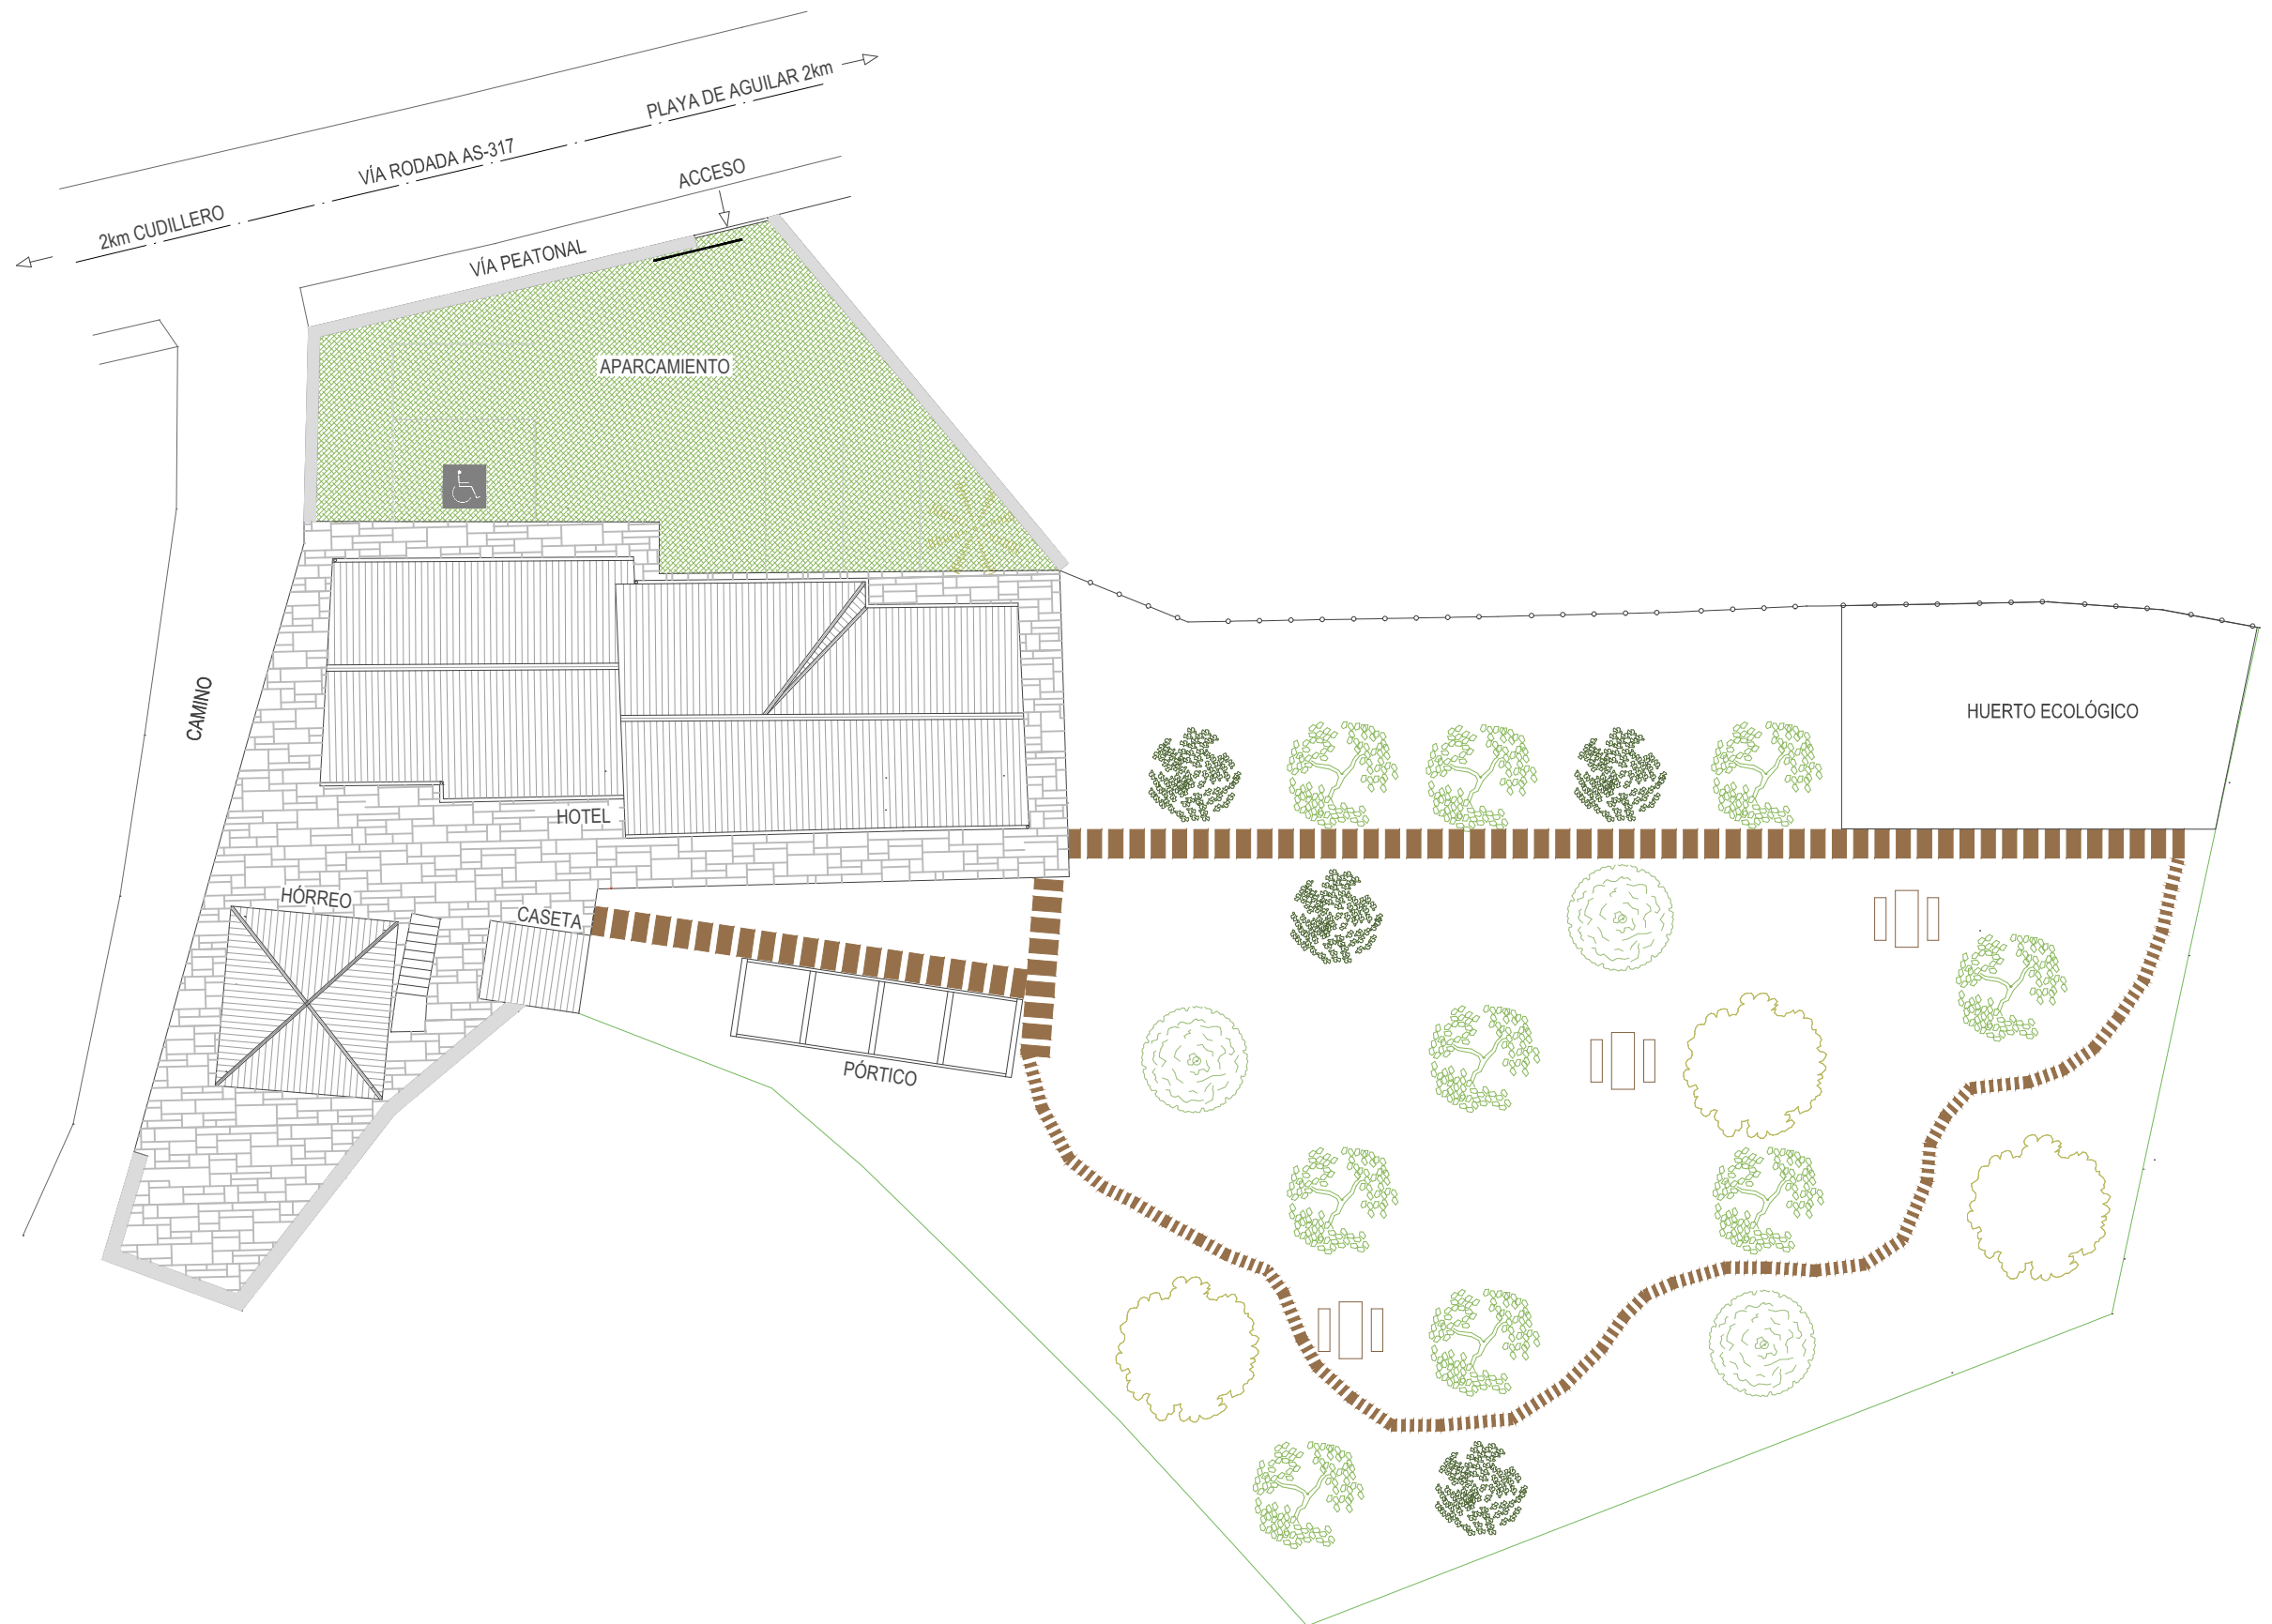 PLAYA DE AGUILAR 2km
VÍA RODADA AS-317
2km CUDILLERO
ACCESO
VÍA PEATONAL
APARCAMIENTO
CAMINO
HUERTO ECOLÓGICO
HOTEL
HÓRREO
CASETA
PÓRTICO